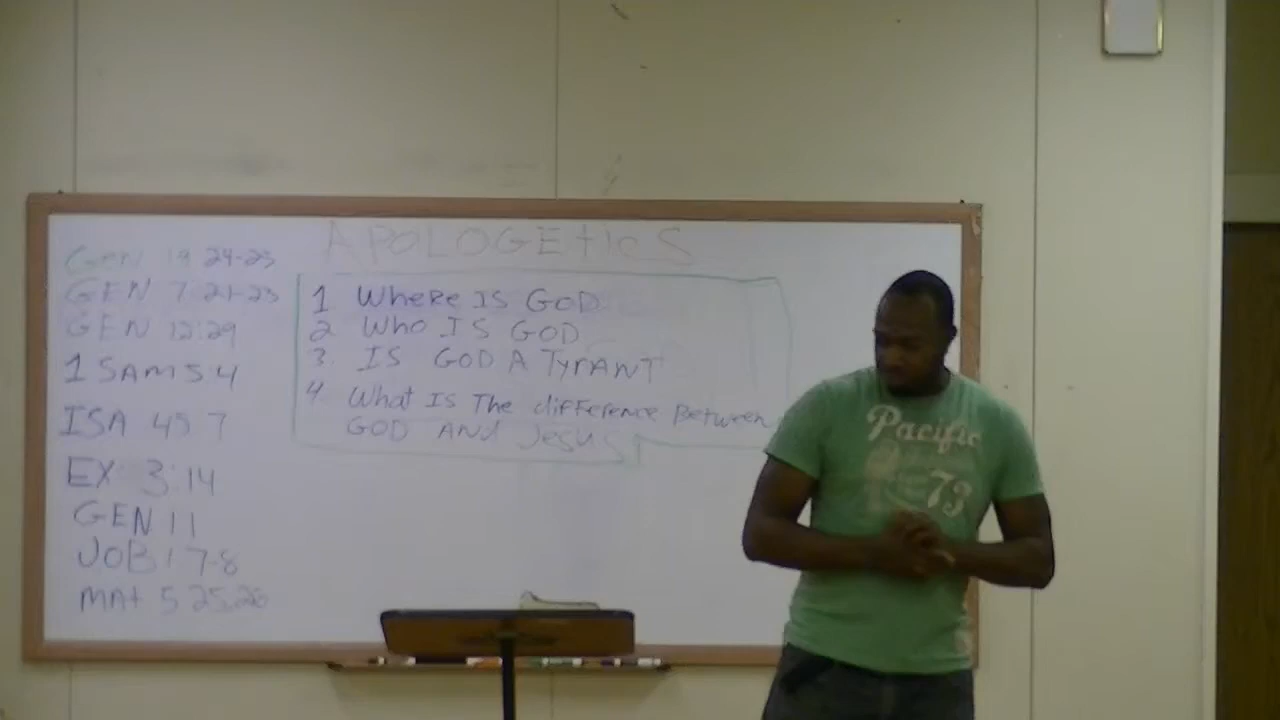 APOLOGEtics
Gen 19 24-25
GEN 7:21-23
GEN 12:29
1 SAM 5 4
ISA 45 7
EX 3:14
GEN 1 1
JOB 1 7-8
MAt 5 25,26
1 Where IS GOD
2 Who IS GOD
3. IS GOD A TyrANT
4 What IS The difference Between
GOD ANd Jesus
Pacific
73